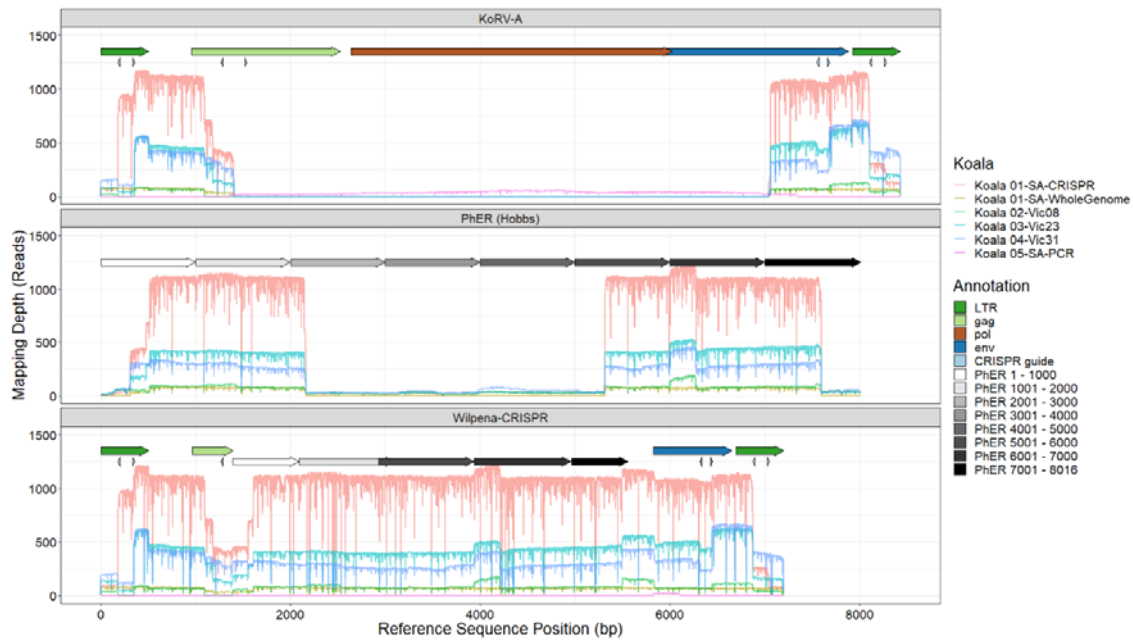 KoRV-A
1500
1000
500
0
PhER (Hobbs)
1500
1000
500
0
Wilpena-CRISPR
1500
1000
500
0
0
2000
4000
6000
8000
Reference Sequence Position (bp)
Mapping Depth (Reads)
Koala
Koala 01-SA-CRISPR
Koala 01-SA-WholeGenome
Koala 02-Vic08
Koala 03-Vic23
Koala 04-Vic31
Koala 05-SA-PCR
Annotation
LTR
gag
pol
env
CRISPR guide
PhER 1 - 1000
PhER 1001 - 2000
PhER 2001 - 3000
PhER 3001 - 4000
PhER 4001 - 5000
PhER 5001 - 6000
PhER 6001 - 7000
PhER 7001 - 8016